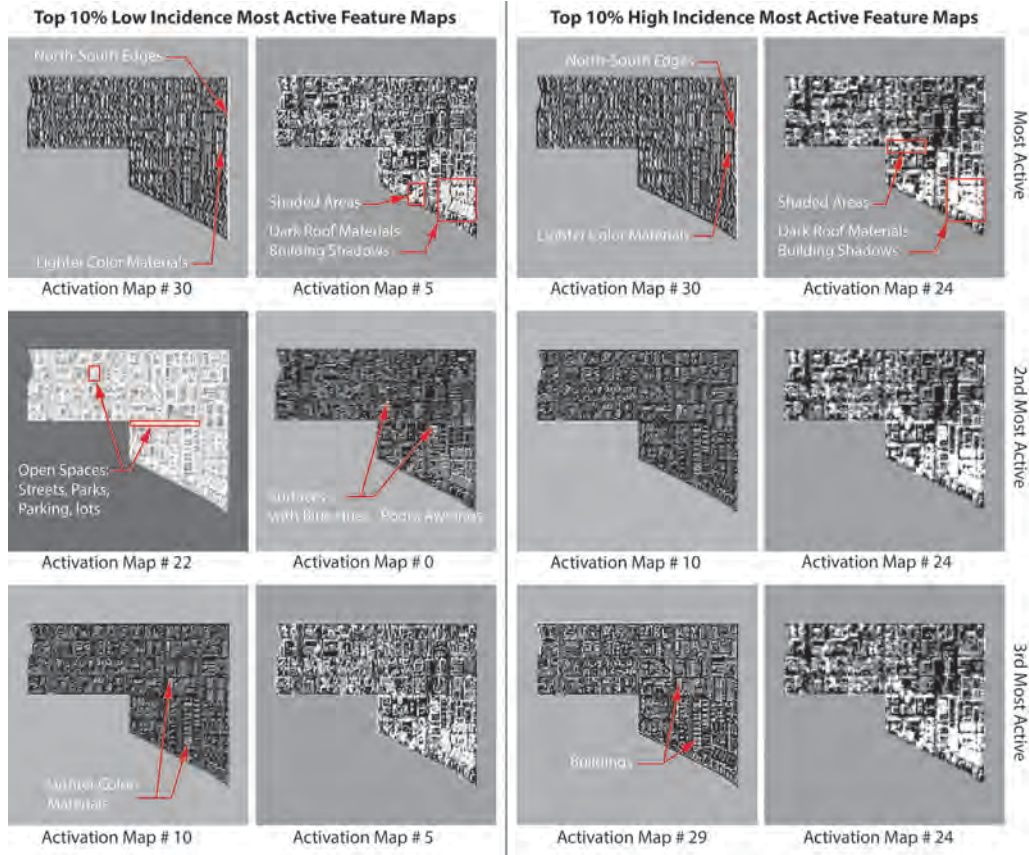 Top 10% Low Incidence Most Active Feature Maps
Top 10% High Incidence Most Active Feature Maps
North-South Edges
Lighter Color Materials
Activation Map # 30
Shaded Areas
Dark Roof Materials
Building Shadows
Activation Map # 5
North-South Edges
Lighter Color Materials
Activation Map # 30
Shaded Areas
Dark Roof Materials
Building Shadows
Activation Map # 24
Most Active
Open Spaces:
Streets, Parks,
Parking, lots
Activation Map # 22
Surfaces
with Blue Hues
Activation Map # 0
Activation Map # 10
Activation Map # 24
2nd Most Active
Materials
Activation Map # 10
Activation Map # 5
Buildings
Activation Map # 29
Activation Map # 24
3rd Most Active